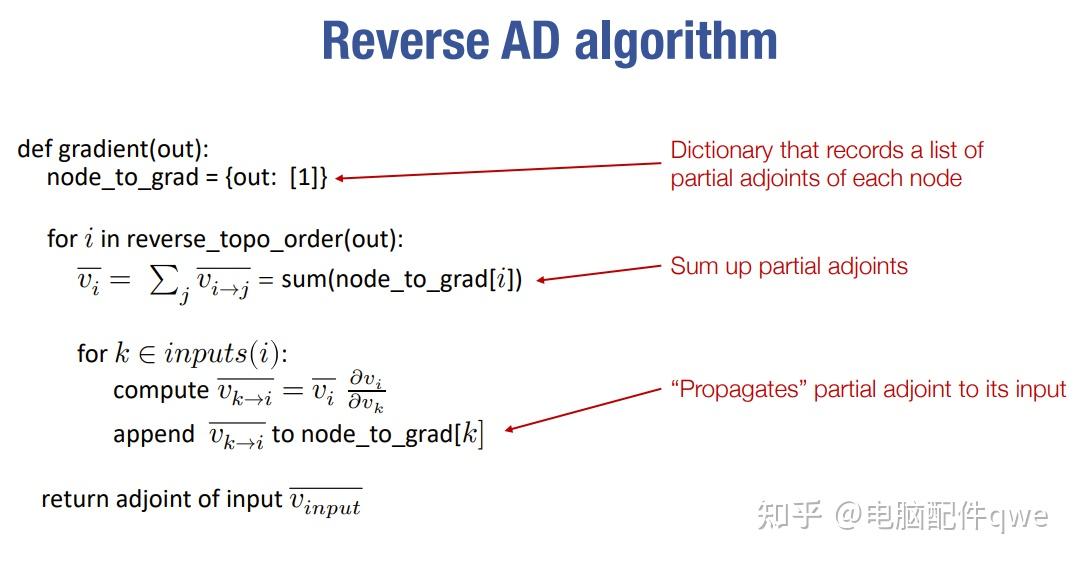 Reverse AD algorithm
def gradient(out):
node_to_grad = {out: [1]}
Dictionary that records a list of
partial adjoints of each node
for i in reverse_topo_order(out):
$\overline{v_i} = \sum_j \overline{v_{i \to j}}$ = sum(node_to_grad[i])
Sum up partial adjoints
for $k \in inputs(i)$:
compute $\overline{v_{k \to i}} = \overline{v_i} \frac{\partial v_i}{\partial v_k}$
“Propagates” partial adjoint to its input
append $\overline{v_{k \to i}}$ to node_to_grad[k]
return adjoint of input $\overline{v_{input}}$
知乎 @电脑配件qwe